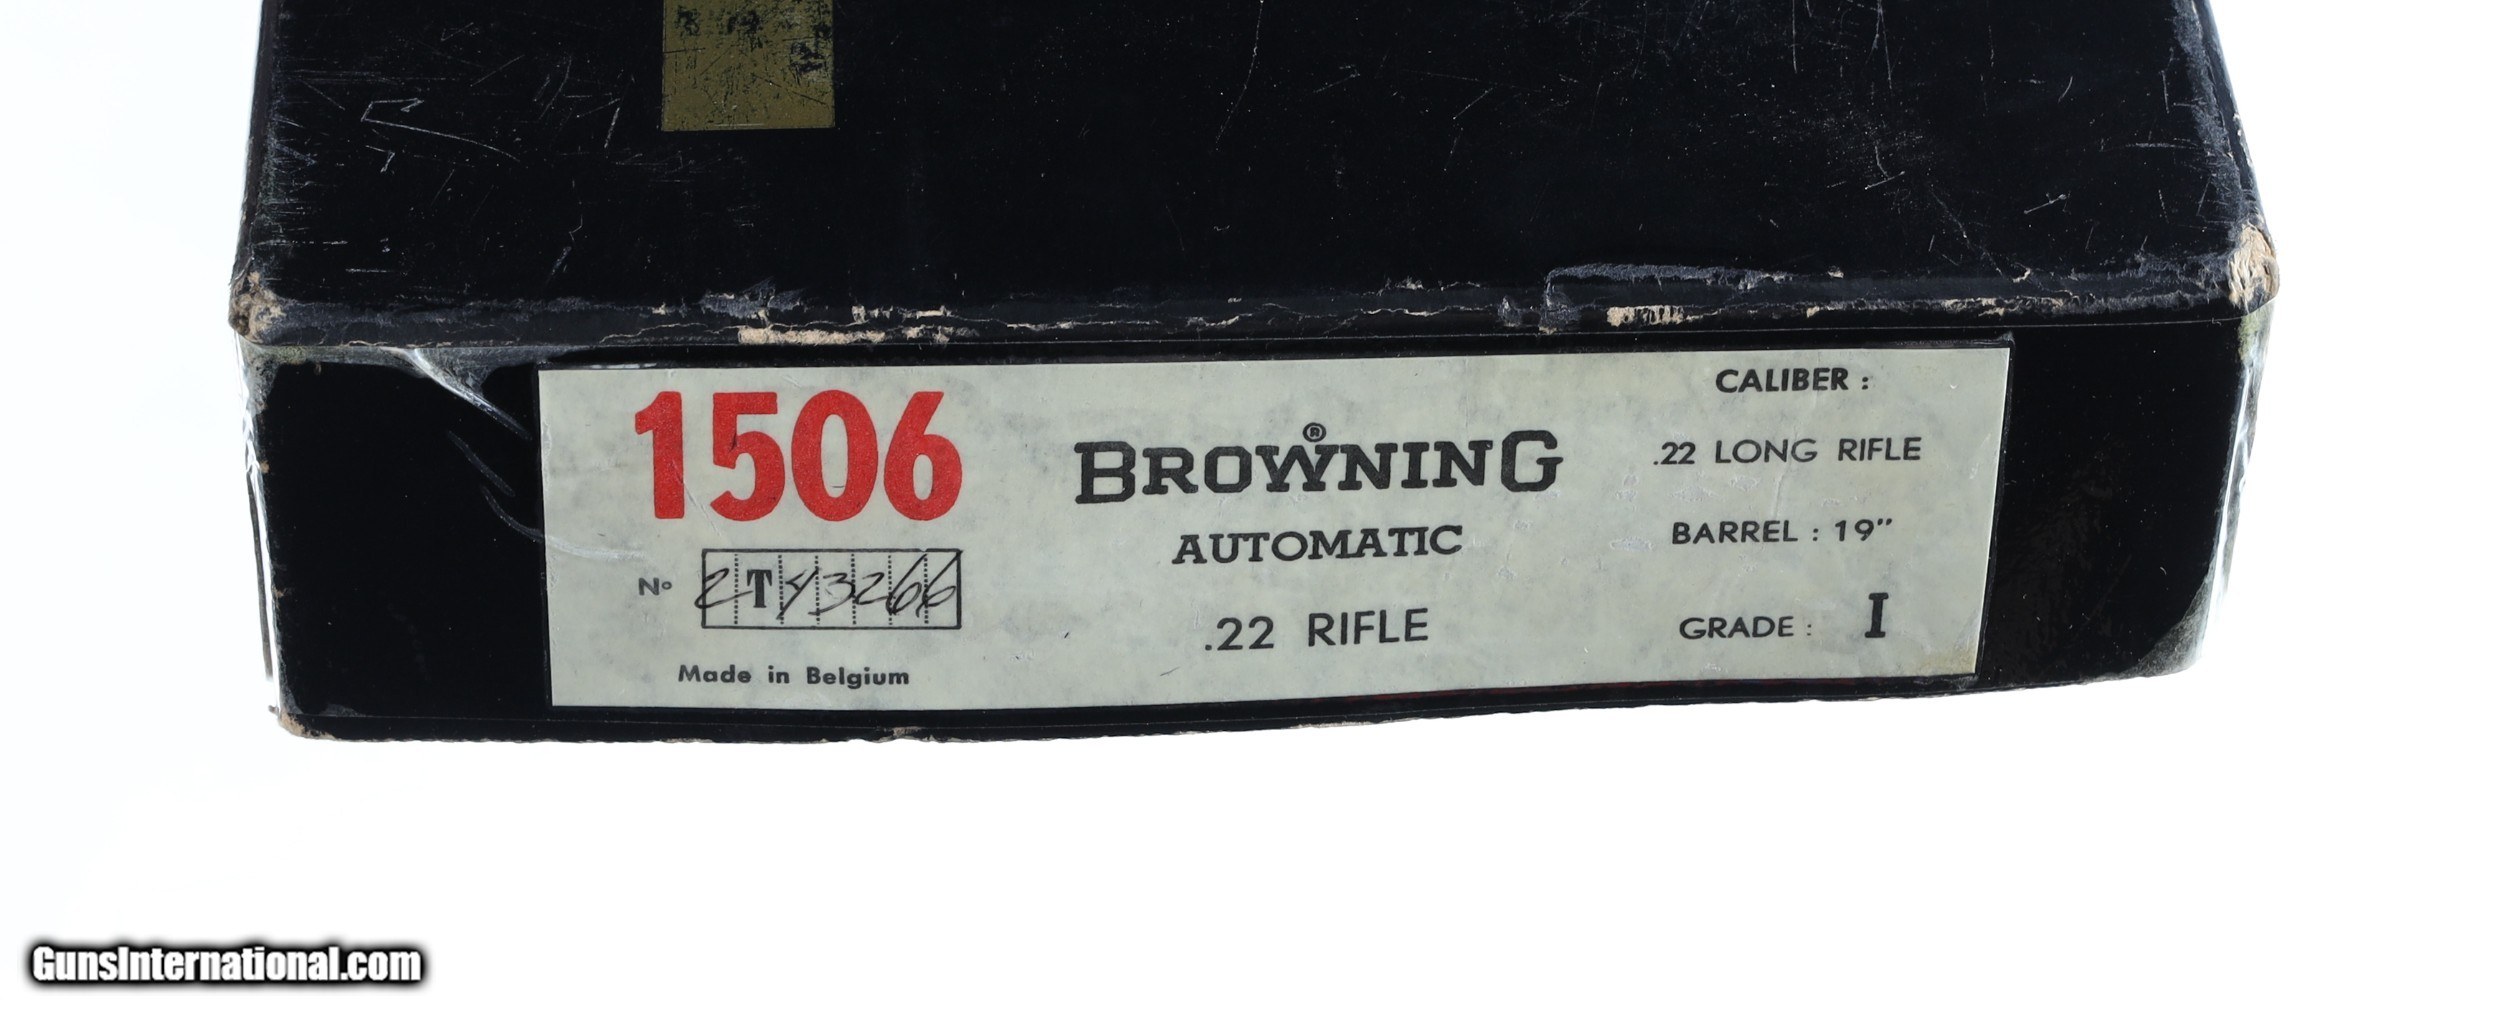 1506
Nº 2T43266
Made in Belgium
BROWNING ®
AUTOMATIC
.22 RIFLE
CALIBER :
.22 LONG RIFLE
BARREL : 19"
GRADE : I
GunsInternational.com